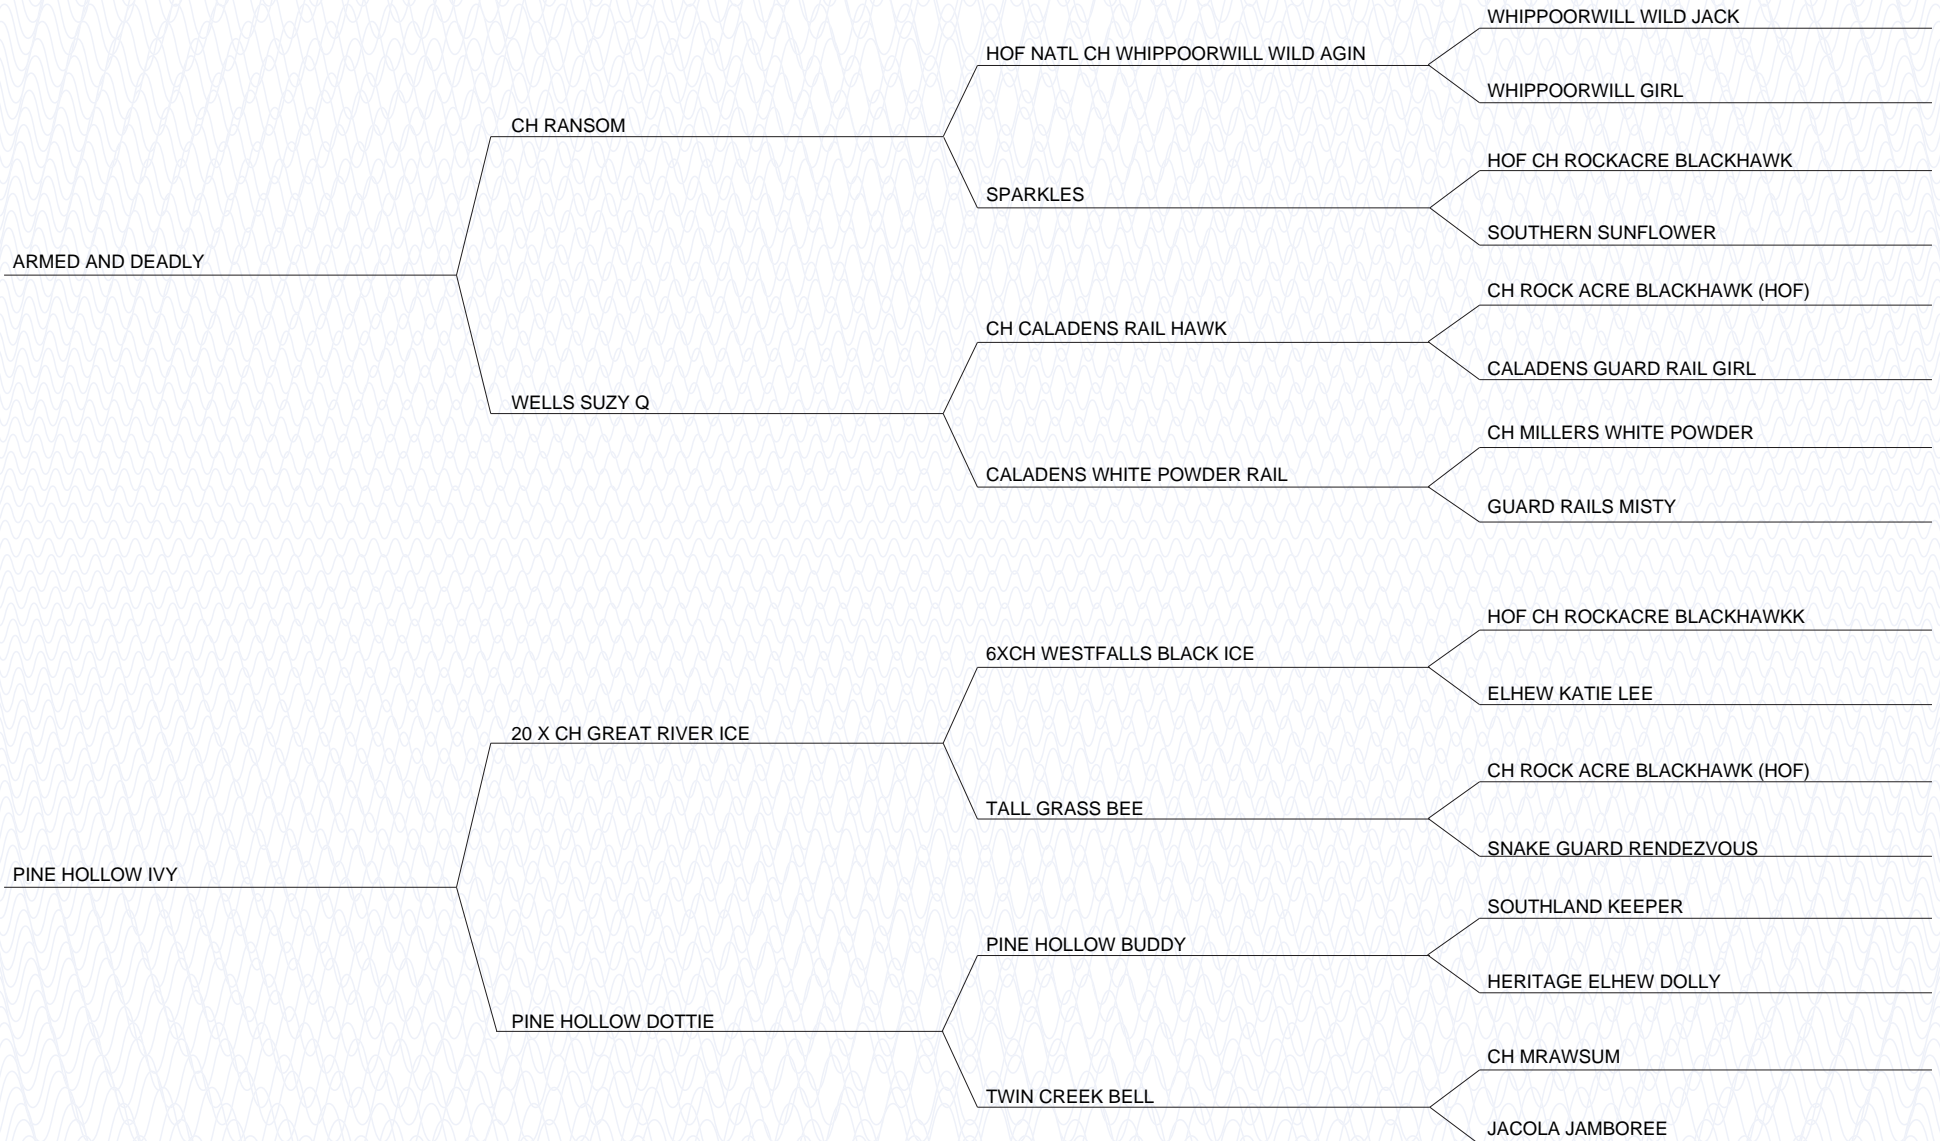 WHIPPOORWILL WILD JACK
HOF NATL CH WHIPPOORWILL WILD AGIN
WHIPPOORWILL GIRL
CH RANSOM
HOF CH ROCKACRE BLACKHAWK
SPARKLES
SOUTHERN SUNFLOWER
ARMED AND DEADLY
CH ROCK ACRE BLACKHAWK (HOF)
CH CALADENS RAIL HAWK
CALADENS GUARD RAIL GIRL
WELLS SUZY Q
CH MILLERS WHITE POWDER
CALADENS WHITE POWDER RAIL
GUARD RAILS MISTY
HOF CH ROCKACRE BLACKHAWKK
6XCH WESTFALLS BLACK ICE
ELHEW KATIE LEE
20 X CH GREAT RIVER ICE
CH ROCK ACRE BLACKHAWK (HOF)
TALL GRASS BEE
SNAKE GUARD RENDEZVOUS
PINE HOLLOW IVY
SOUTHLAND KEEPER
PINE HOLLOW BUDDY
HERITAGE ELHEW DOLLY
PINE HOLLOW DOTTIE
CH MRAWSUM
TWIN CREEK BELL
JACOLA JAMBOREE